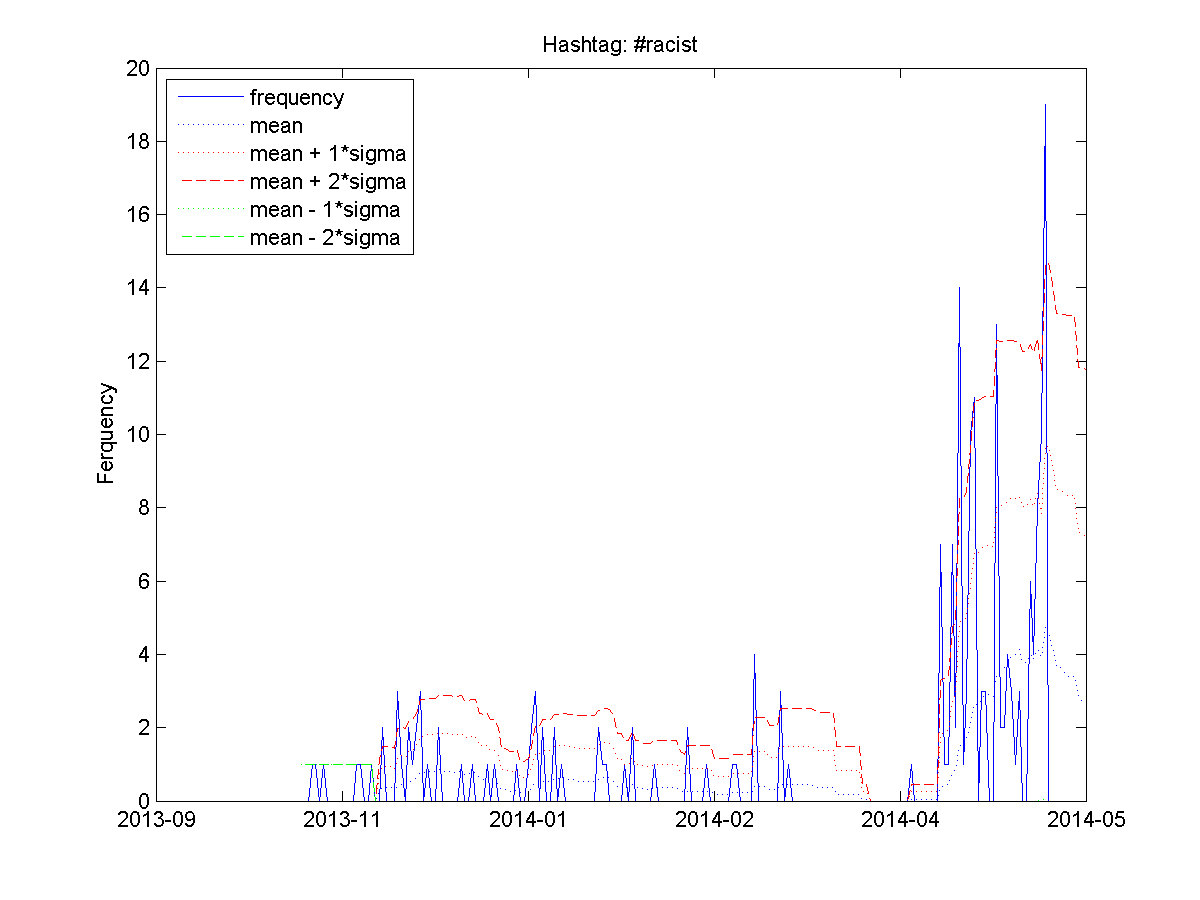 Hashtag: #racist
20
18
16
14
12
10
8
6
4
2
0
frequency
mean
mean + 1*sigma
mean + 2*sigma
mean - 1*sigma
mean - 2*sigma
Ferquency
2013-09 2013-11 2014-01 2014-02 2014-04 2014-05